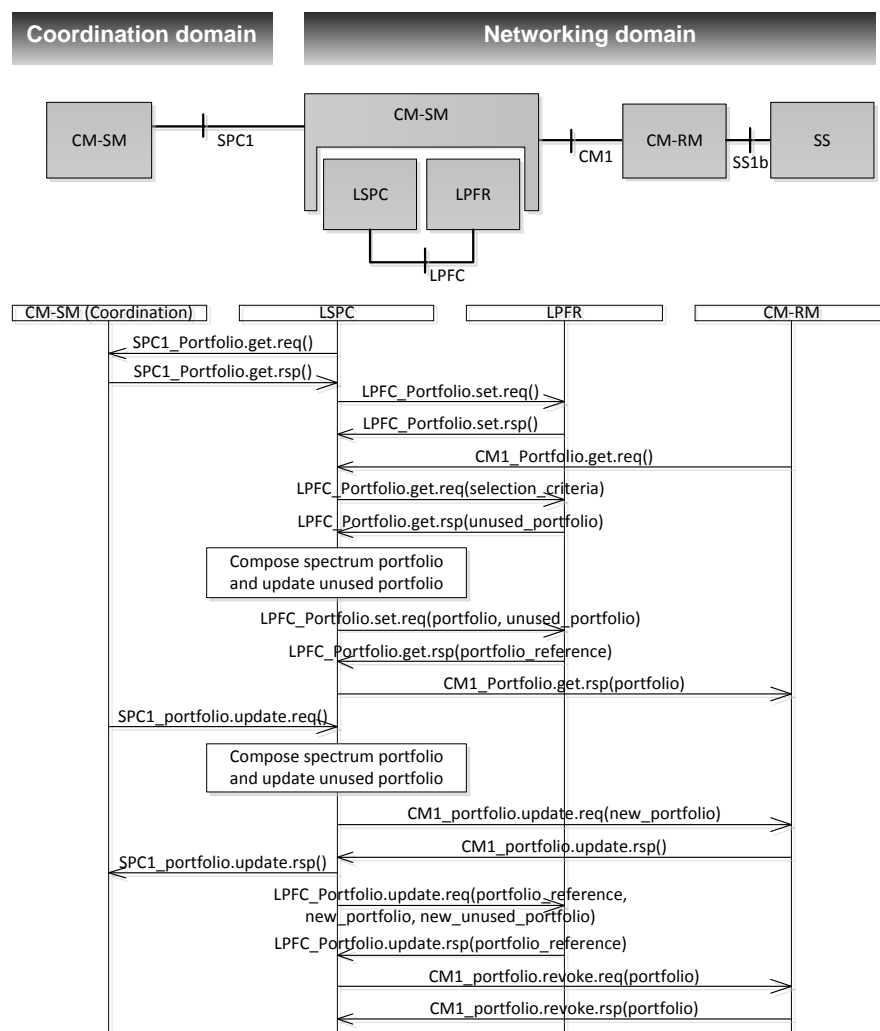 Coordination domain
Networking domain
CM-SM
SPC1
CM-SM
LSPC
LPFR
LPFC
CM1
CM-RM
SS1b
SS
CM-SM (Coordination)
LSPC
LPFR
CM-RM
SPC1_Portfolio.get.req()
SPC1_Portfolio.get.rsp()
LPFC_Portfolio.set.req()
LPFC_Portfolio.set.rsp()
CM1_Portfolio.get.req()
LPFC_Portfolio.get.req(selection_criteria)
LPFC_Portfolio.get.rsp(unused_portfolio)
Compose spectrum portfolio
and update unused portfolio
LPFC_Portfolio.set.req(portfolio, unused_portfolio)
LPFC_Portfolio.get.rsp(portfolio_reference)
CM1_Portfolio.get.rsp(portfolio)
SPC1_portfolio.update.req()
Compose spectrum portfolio
and update unused portfolio
CM1_portfolio.update.req(new_portfolio)
CM1_portfolio.update.rsp()
SPC1_portfolio.update.rsp()
LPFC_Portfolio.update.req(portfolio_reference,
new_portfolio, new_unused_portfolio)
LPFC_Portfolio.update.rsp(portfolio_reference)
CM1_portfolio.revoke.req(portfolio)
CM1_portfolio.revoke.rsp(portfolio)